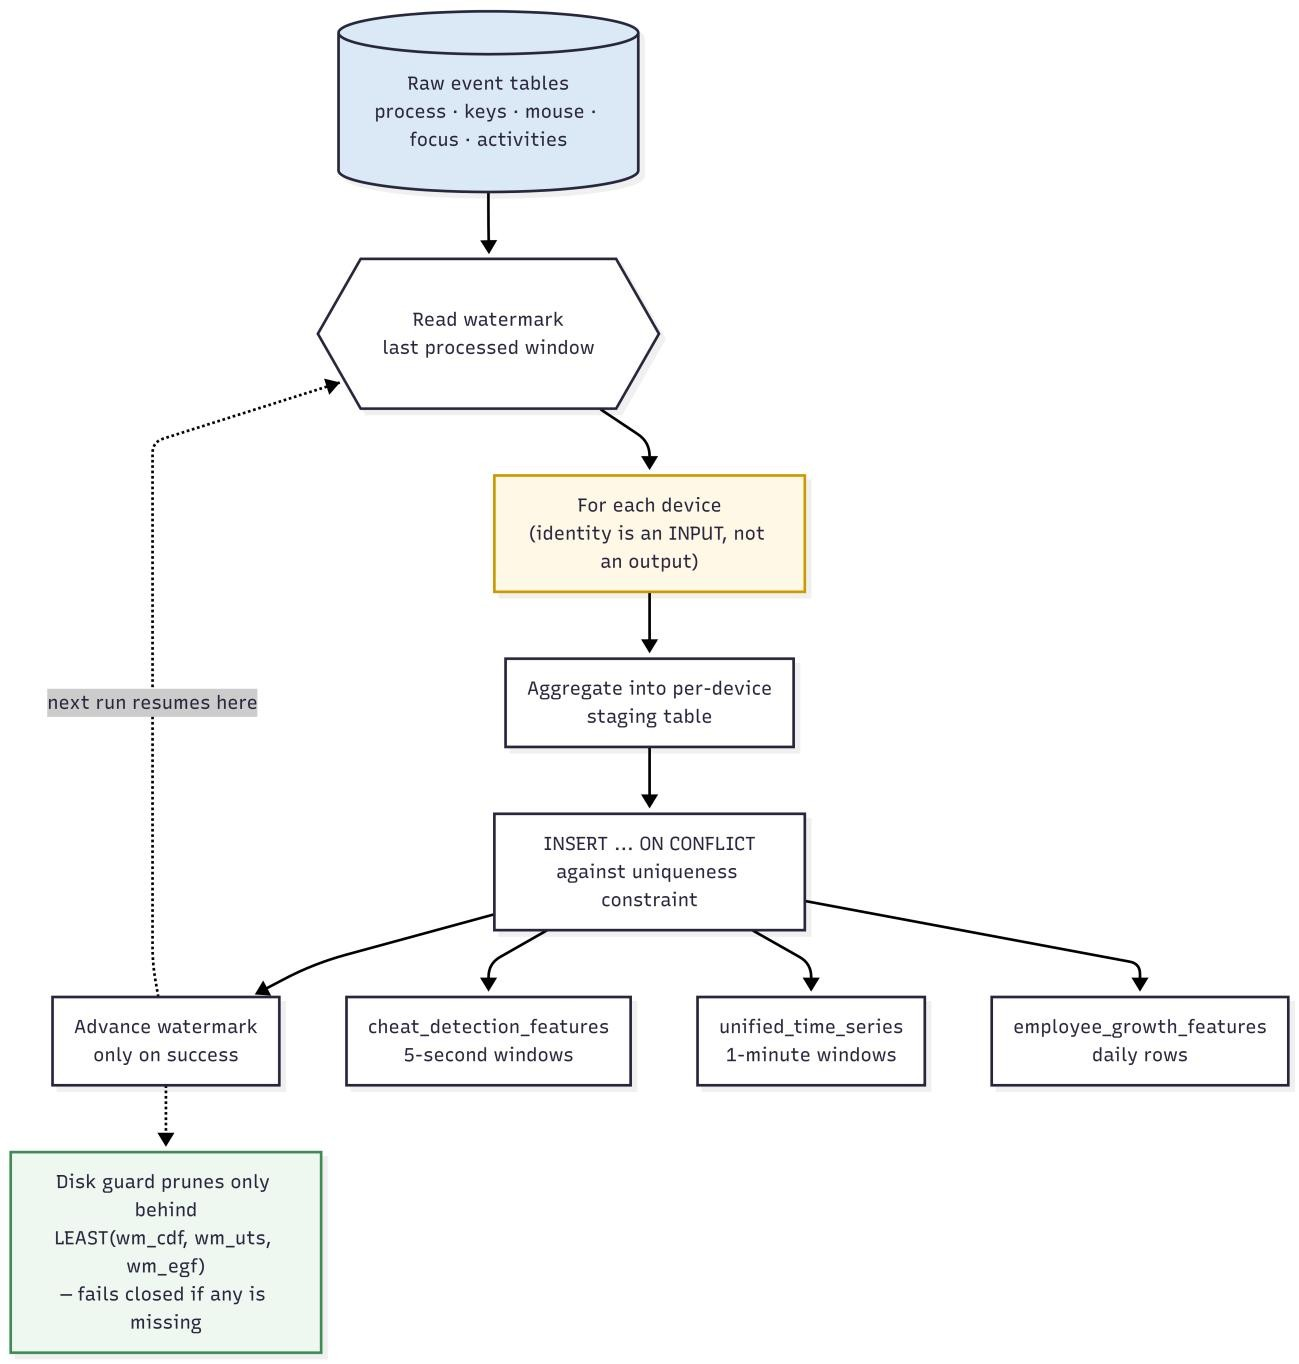 Raw event tables
process · keys · mouse ·
focus · activities
Read watermark
last processed window
For each device
(identity is an INPUT, not
an output)
Aggregate into per-device
staging table
next run resumes here
INSERT ... ON CONFLICT
against uniqueness
constraint
Advance watermark
only on success
cheat_detection_features
5-second windows
unified_time_series
1-minute windows
employee_growth_features
daily rows
Disk guard prunes only
behind
LEAST(wm_cdf, wm_uts,
wm_egf)
— fails closed if any is
missing